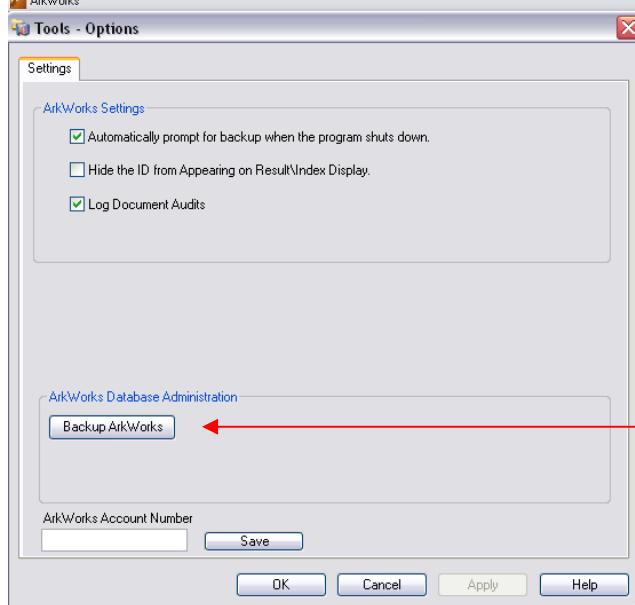 ArkWorks
Tools - Options
Settings
ArkWorks Settings
Automatically prompt for backup when the program shuts down.
Hide the ID from Appearing on Result\Index Display.
Log Document Audits
ArkWorks Database Administration
Backup ArkWorks
ArkWorks Account Number
Save
OK Cancel Apply Help